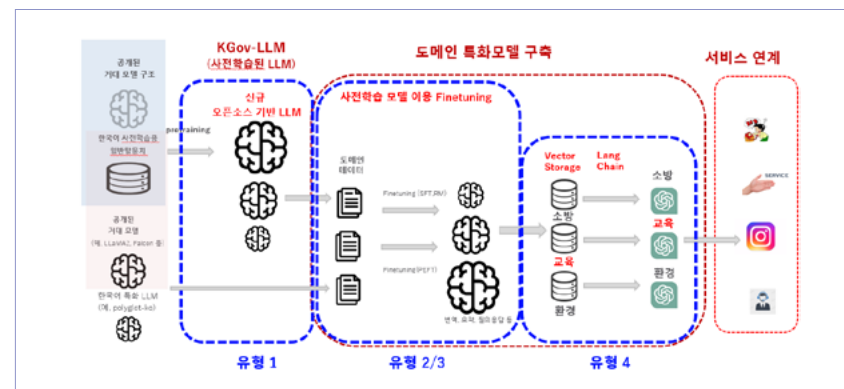 KGov-LLM
(사전학습된 LLM)
도메인 특화모델 구축
서비스 연계
공개된
거대 모델 구조
한국어 사전학습용
일반말뭉치
pretraining
신규
오픈소스 기반 LLM
사전학습 모델 이용 Finetuning
도메인
데이터
Finetuning (SFT,RM)
Finetuning(PEFT)
번역, 요약, 질의응답 등
Vector
Storage
Lang
Chain
소방
교육
환경
소방
교육
환경
SERVICE
공개된
거대 모델
(예, LLaMA2, Falcon 등)
한국어 특화 LLM
(예, polyglot-ko)
유형 1
유형 2/3
유형 4